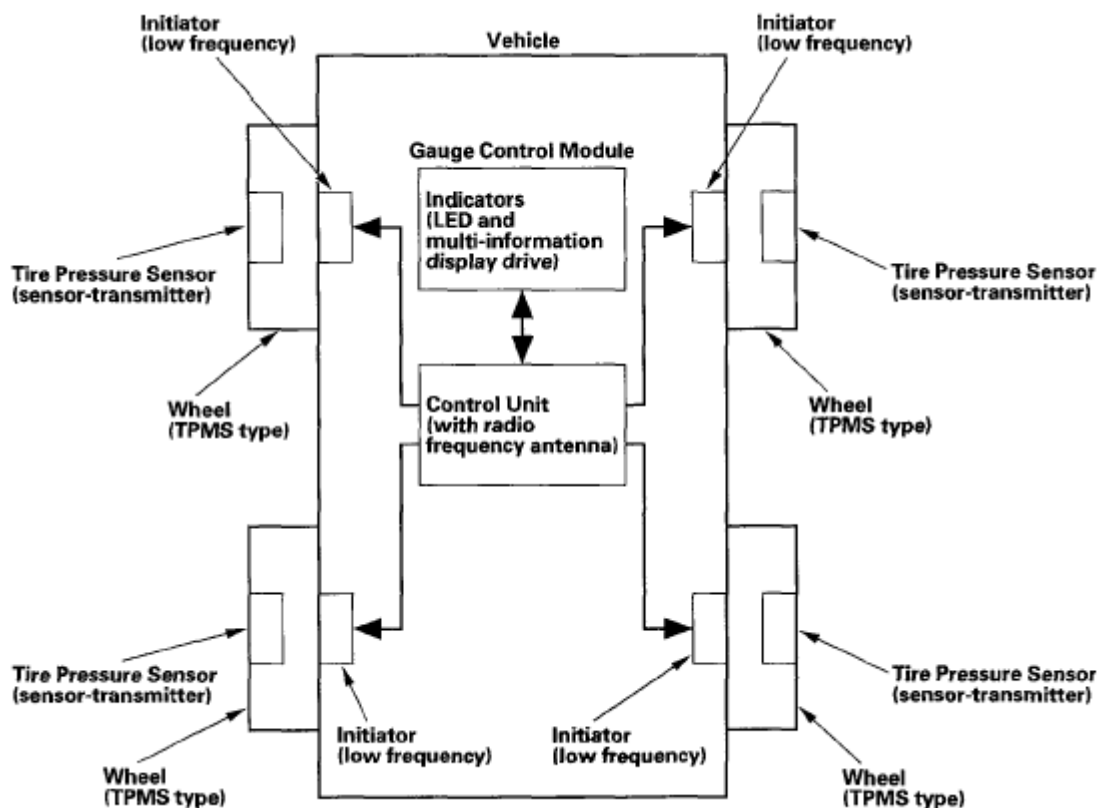 Initiator
(low frequency)
Vehicle
Initiator
(low frequency)
Gauge Control Module
Indicators
(LED and
multi-information
display drive)
Tire Pressure Sensor
(sensor-transmitter)
Tire Pressure Sensor
(sensor-transmitter)
Wheel
(TPMS type)
Control Unit
(with radio
frequency antenna)
Wheel
(TPMS type)
Tire Pressure Sensor
(sensor-transmitter)
Tire Pressure Sensor
(sensor-transmitter)
Initiator
(low frequency)
Initiator
(low frequency)
Wheel
(TPMS type)
Wheel
(TPMS type)